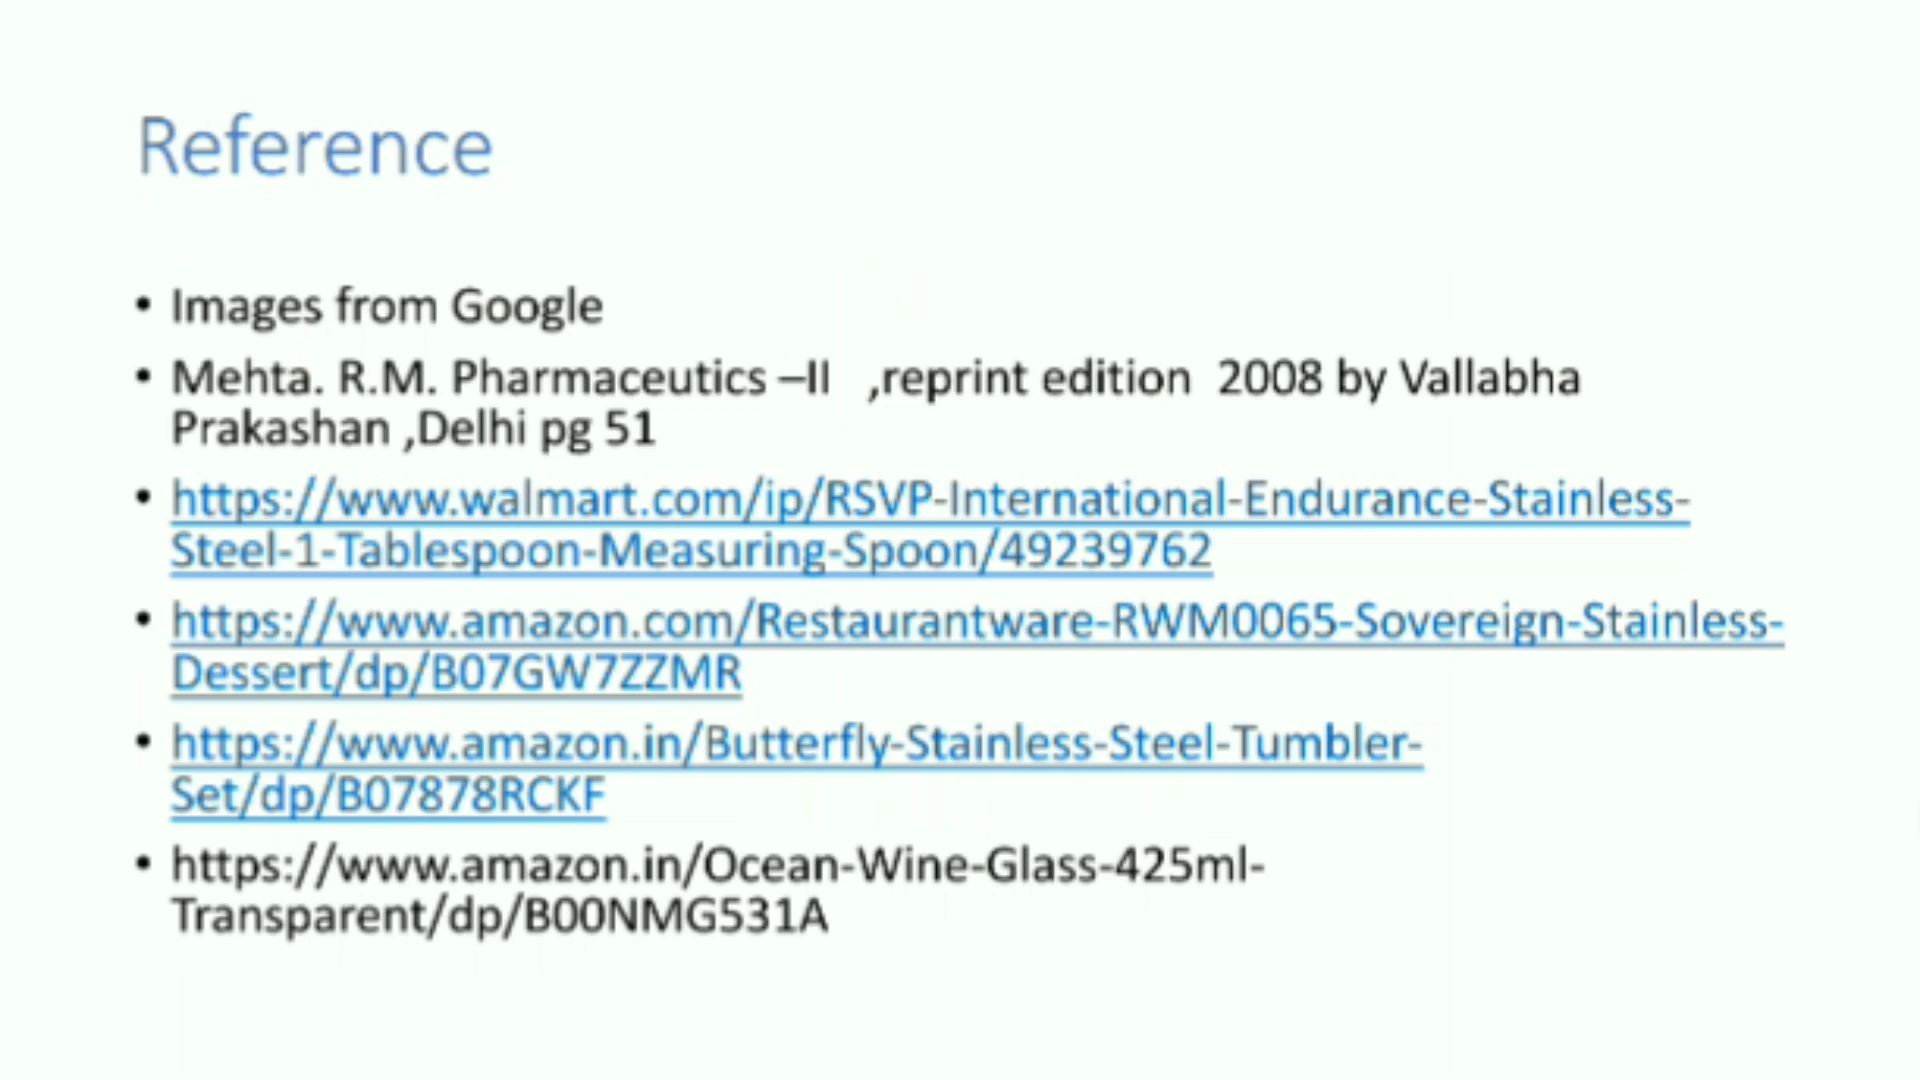 Reference
• Images from Google
• Mehta. R.M. Pharmaceutics –II ,reprint edition 2008 by Vallabha
Prakashan ,Delhi pg 51
• https://www.walmart.com/ip/RSVP-International-Endurance-Stainless-
Steel-1-Tablespoon-Measuring-Spoon/49239762
• https://www.amazon.com/Restaurantware-RWM0065-Sovereign-Stainless-
Dessert/dp/B07GW7ZZMR
• https://www.amazon.in/Butterfly-Stainless-Steel-Tumbler-
Set/dp/B07878RCKF
• https://www.amazon.in/Ocean-Wine-Glass-425ml-
Transparent/dp/B00NMG531A